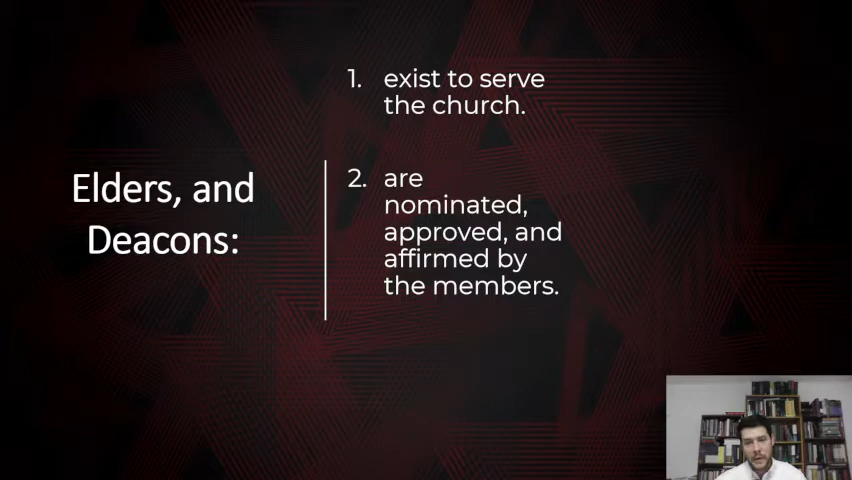 Elders, and
Deacons:
1. exist to serve
the church.
2. are
nominated,
approved, and
affirmed by
the members.